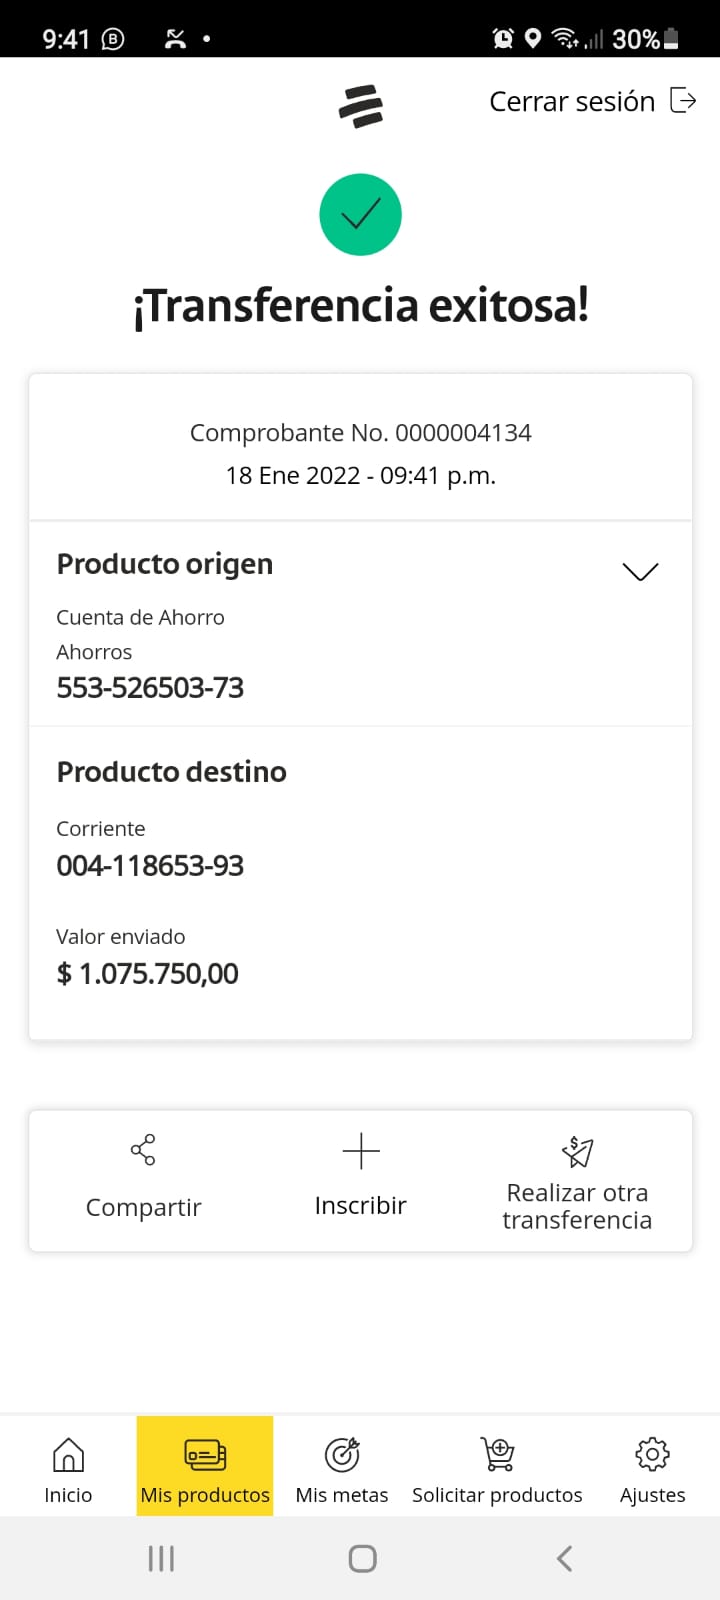 9:41
30%
Cerrar sesión
¡Transferencia exitosa!
Comprobante No. 0000004134
18 Ene 2022 - 09:41 p.m.
Producto origen
Cuenta de Ahorro
Ahorros
553-526503-73
Producto destino
Corriente
004-118653-93
Valor enviado
$ 1.075.750,00
Compartir
Inscribir
Realizar otra
transferencia
Inicio
Mis productos
Mis metas
Solicitar productos
Ajustes